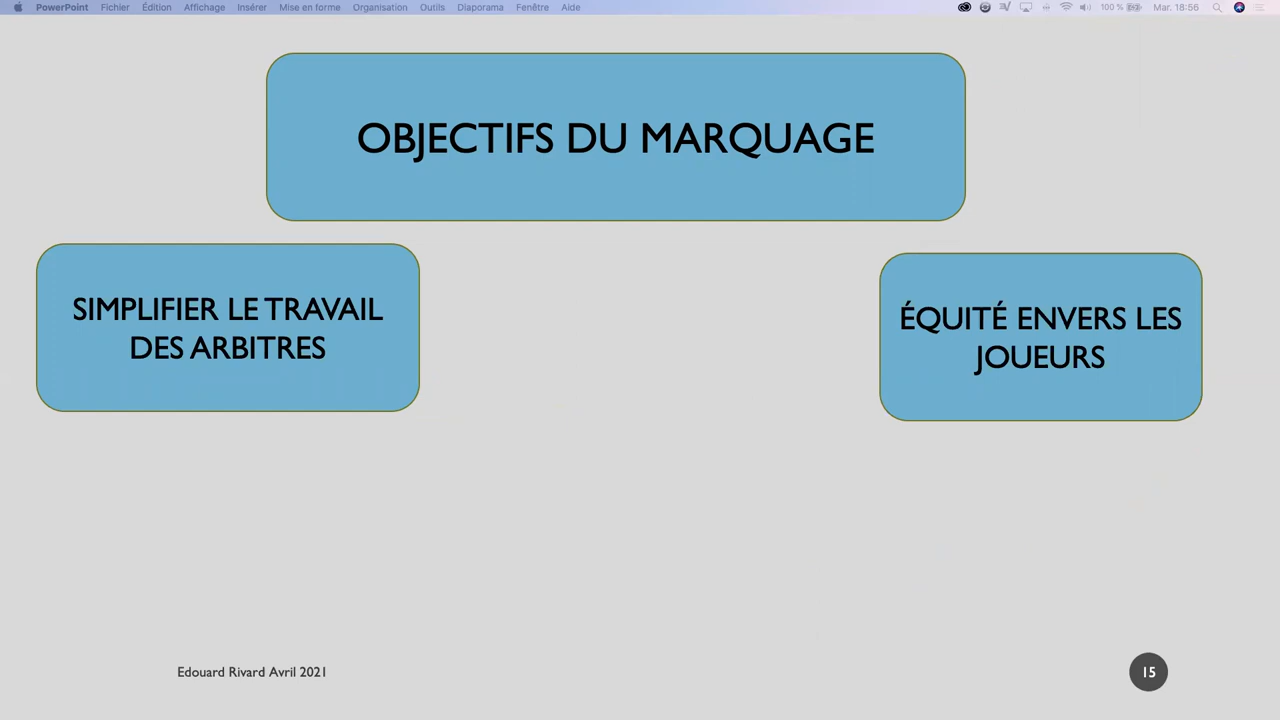 PowerPoint Fichier Édition Affichage Insérer Mise en forme Organisation Outils Diaporama Fenêtre Aide 100 % Mar. 18:56
OBJECTIFS DU MARQUAGE
SIMPLIFIER LE TRAVAIL
DES ARBITRES
ÉQUITÉ ENVERS LES
JOUEURS
Edouard Rivard Avril 2021
15